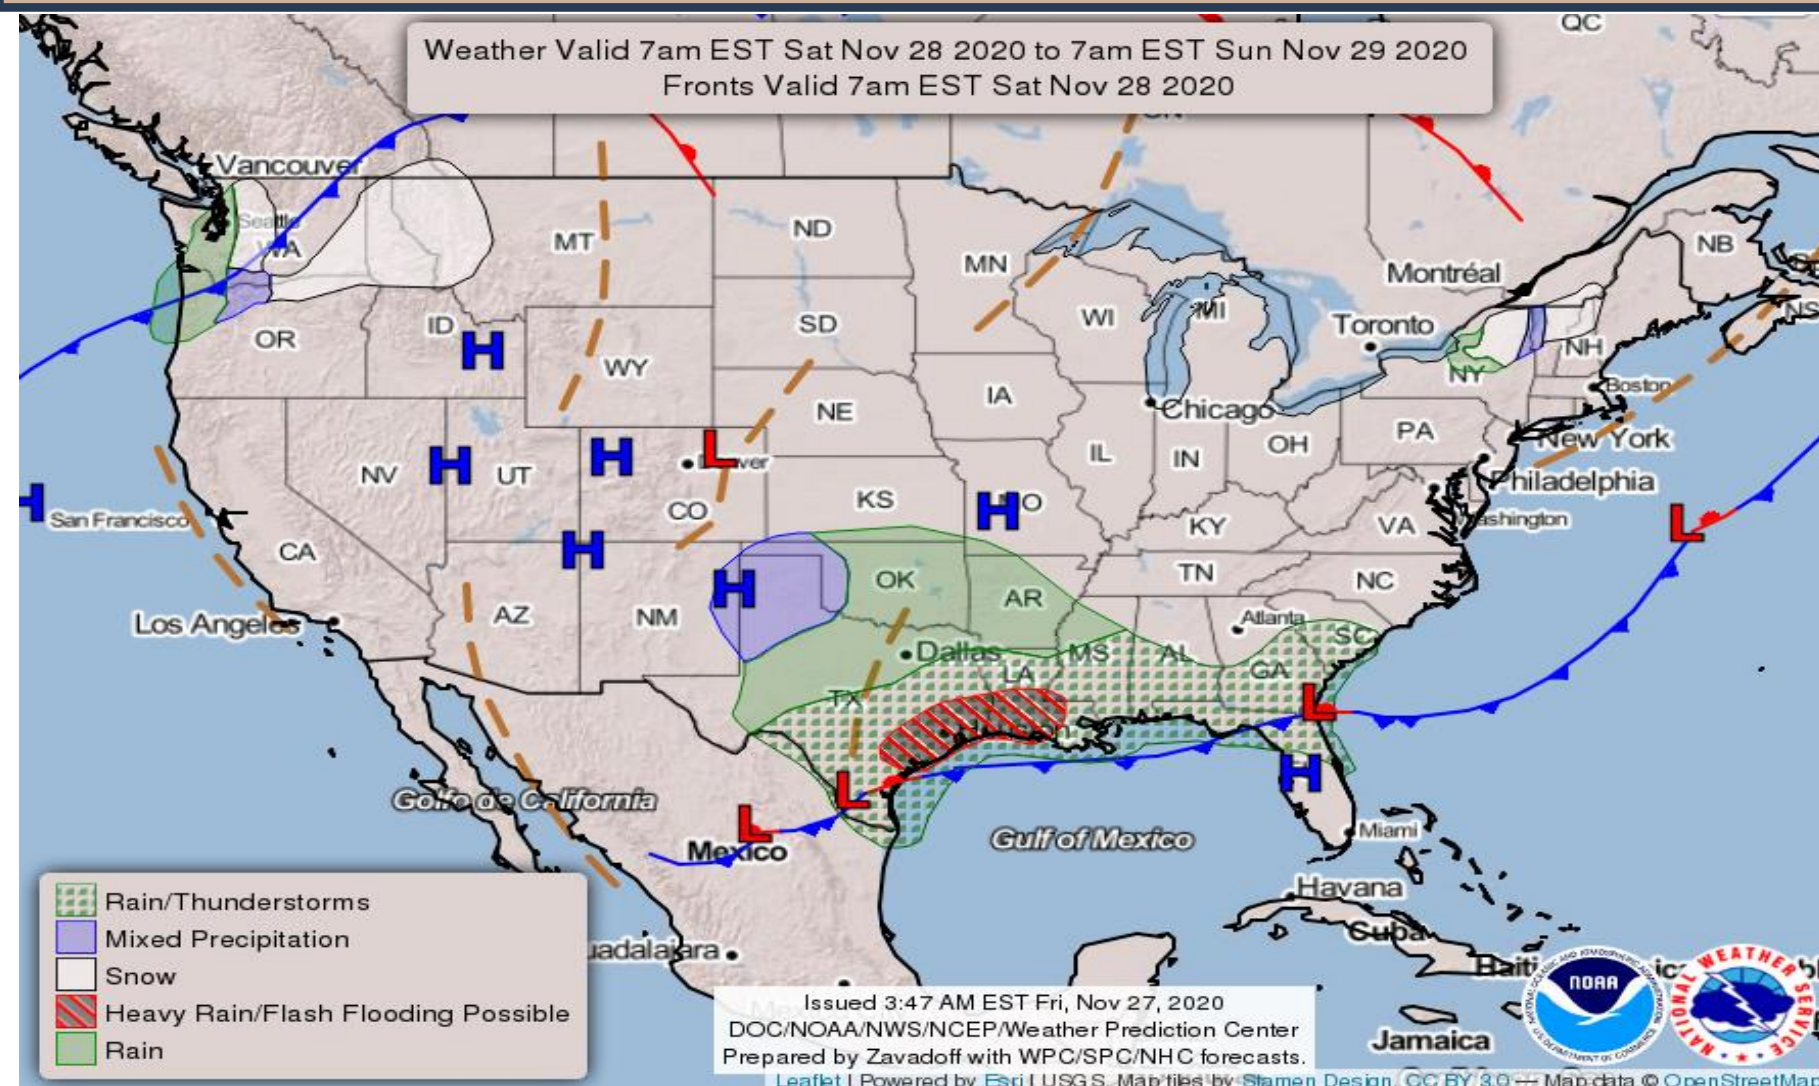 QC
Weather Valid 7am EST Sat Nov 28 2020 to 7am EST Sun Nov 29 2020
Fronts Valid 7am EST Sat Nov 28 2020
Vancouver
Seattle
WA
MT
ND
MN
Montréal
NB
NS
OR
ID
WY
SD
WI
MI
Toronto
NH
NY
Boston
H
IA
NE
Chicago
PA
New York
NV
H
UT
H
L
IL
IN
OH
Philadelphia
H
San Francisco
CO
KS
H
KY
VA
L
CA
H
H
OK
TN
NC
AZ
NM
AR
Atlanta
Los Angeles
Dallas
MS
AL
SC
TX
LA
GA
L
H
L
L
Golfo de California
Mexico
Gulf of Mexico
Miami
Havana
Cuba
Rain/Thunderstorms
Mixed Precipitation
Snow
Heavy Rain/Flash Flooding Possible
Rain
Haiti
Jamaica
Issued 3:47 AM EST Fri, Nov 27, 2020
DOC/NOAA/NWS/NCEP/Weather Prediction Center
Prepared by Zavadoff with WPC/SPC/NHC forecasts.
NOAA
NATIONAL WEATHER SERVICE
Leaflet | Powered by Esri | USGS, Map tiles by Stamen Design, CC BY 3.0 — Map data © OpenStreetMap